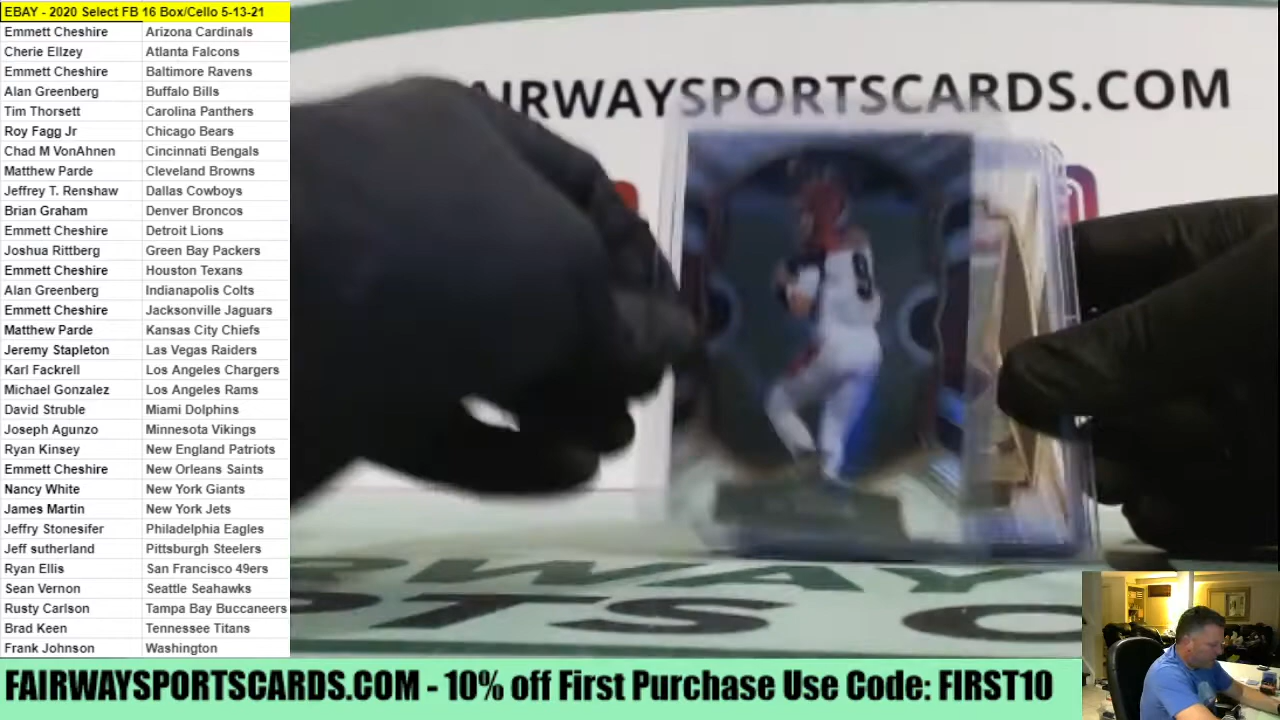 EBAY - 2020 Select FB 16 Box/Cello 5-13-21
Emmett Cheshire Arizona Cardinals
Cherie Ellzey Atlanta Falcons
Emmett Cheshire Baltimore Ravens
Alan Greenberg Buffalo Bills
Tim Thorsett Carolina Panthers
Roy Fagg Jr Chicago Bears
Chad M VonAhnen Cincinnati Bengals
Matthew Parde Cleveland Browns
Jeffrey T. Renshaw Dallas Cowboys
Brian Graham Denver Broncos
Emmett Cheshire Detroit Lions
Joshua Rittberg Green Bay Packers
Emmett Cheshire Houston Texans
Alan Greenberg Indianapolis Colts
Emmett Cheshire Jacksonville Jaguars
Matthew Parde Kansas City Chiefs
Jeremy Stapleton Las Vegas Raiders
Karl Fackrell Los Angeles Chargers
Michael Gonzalez Los Angeles Rams
David Struble Miami Dolphins
Joseph Agunzo Minnesota Vikings
Ryan Kinsey New England Patriots
Emmett Cheshire New Orleans Saints
Nancy White New York Giants
James Martin New York Jets
Jeffry Stonesifer Philadelphia Eagles
Jeff sutherland Pittsburgh Steelers
Ryan Ellis San Francisco 49ers
Sean Vernon Seattle Seahawks
Rusty Carlson Tampa Bay Buccaneers
Brad Keen Tennessee Titans
Frank Johnson Washington
AIRWAYSPORTSCARDS.COM
9
RWAY
RTS C
FAIRWAYSPORTSCARDS.COM - 10% off First Purchase Use Code: FIRST10